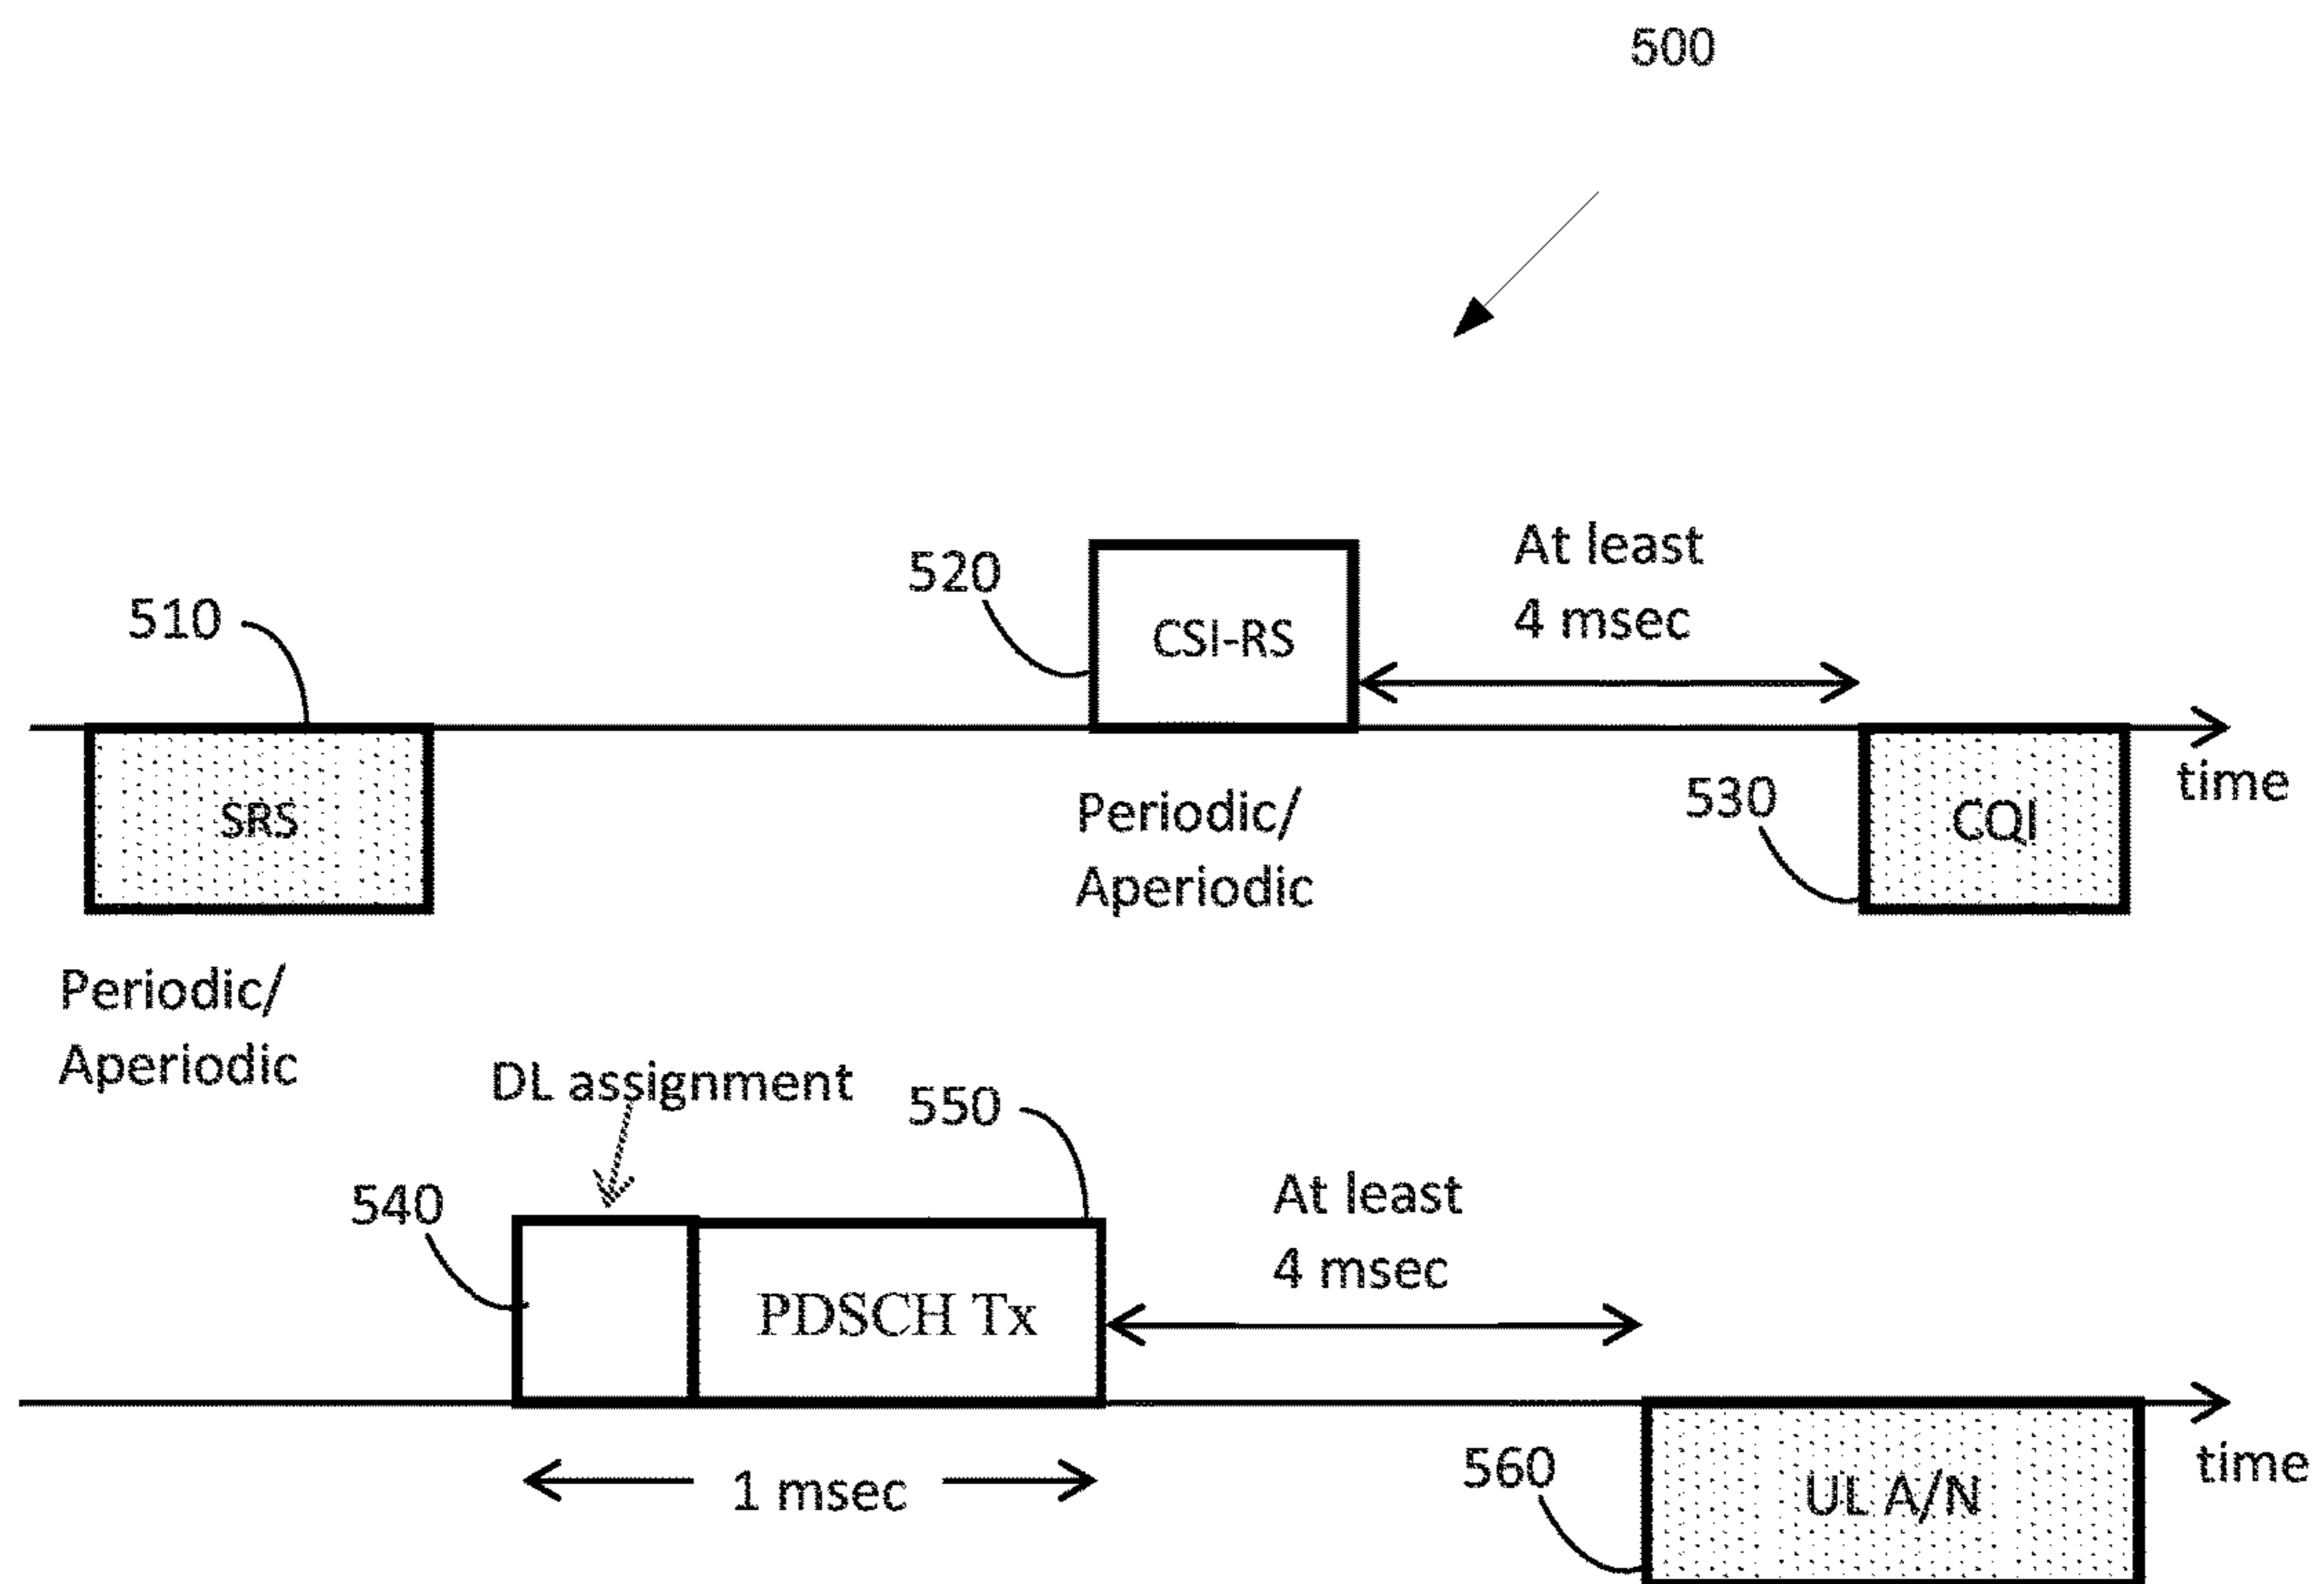 500
At least
4 msec
520
CSI-RS
510
time
SRS
Periodic/
Aperiodic
530
CQI
Periodic/
Aperiodic
DL assignment
550
At least
4 msec
540
PDSCH Tx
1 msec
560
UL A/N
time